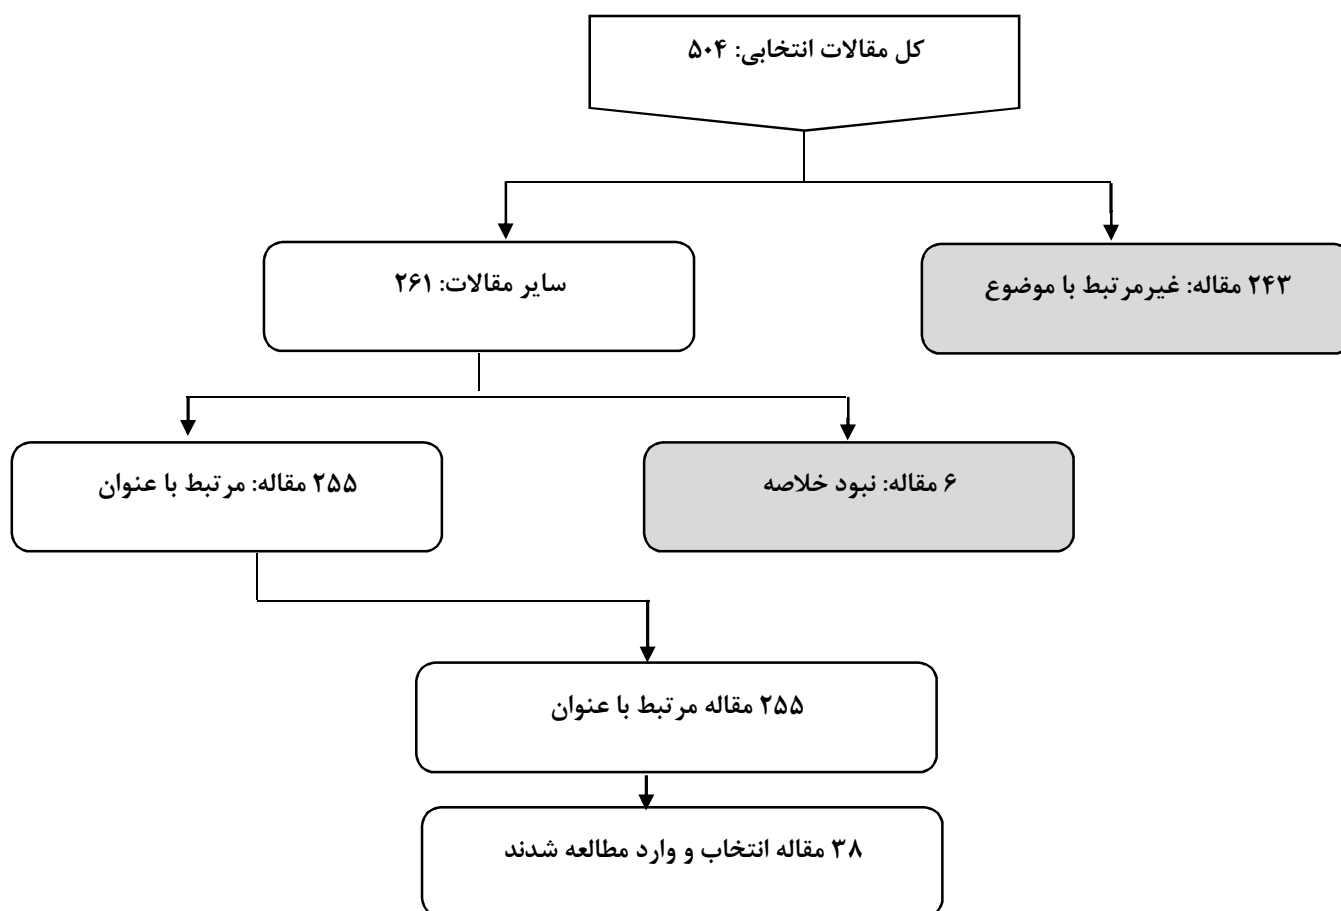 کل مقالات انتخابی: ۵۰۴
۲۴۳ مقاله: غیرمرتبط با موضوع
سایر مقالات: ۲۶۱
۶ مقاله: نبود خلاصه
۲۵۵ مقاله: مرتبط با عنوان
۲۵۵ مقاله مرتبط با عنوان
۳۸ مقاله انتخاب و وارد مطالعه شدند